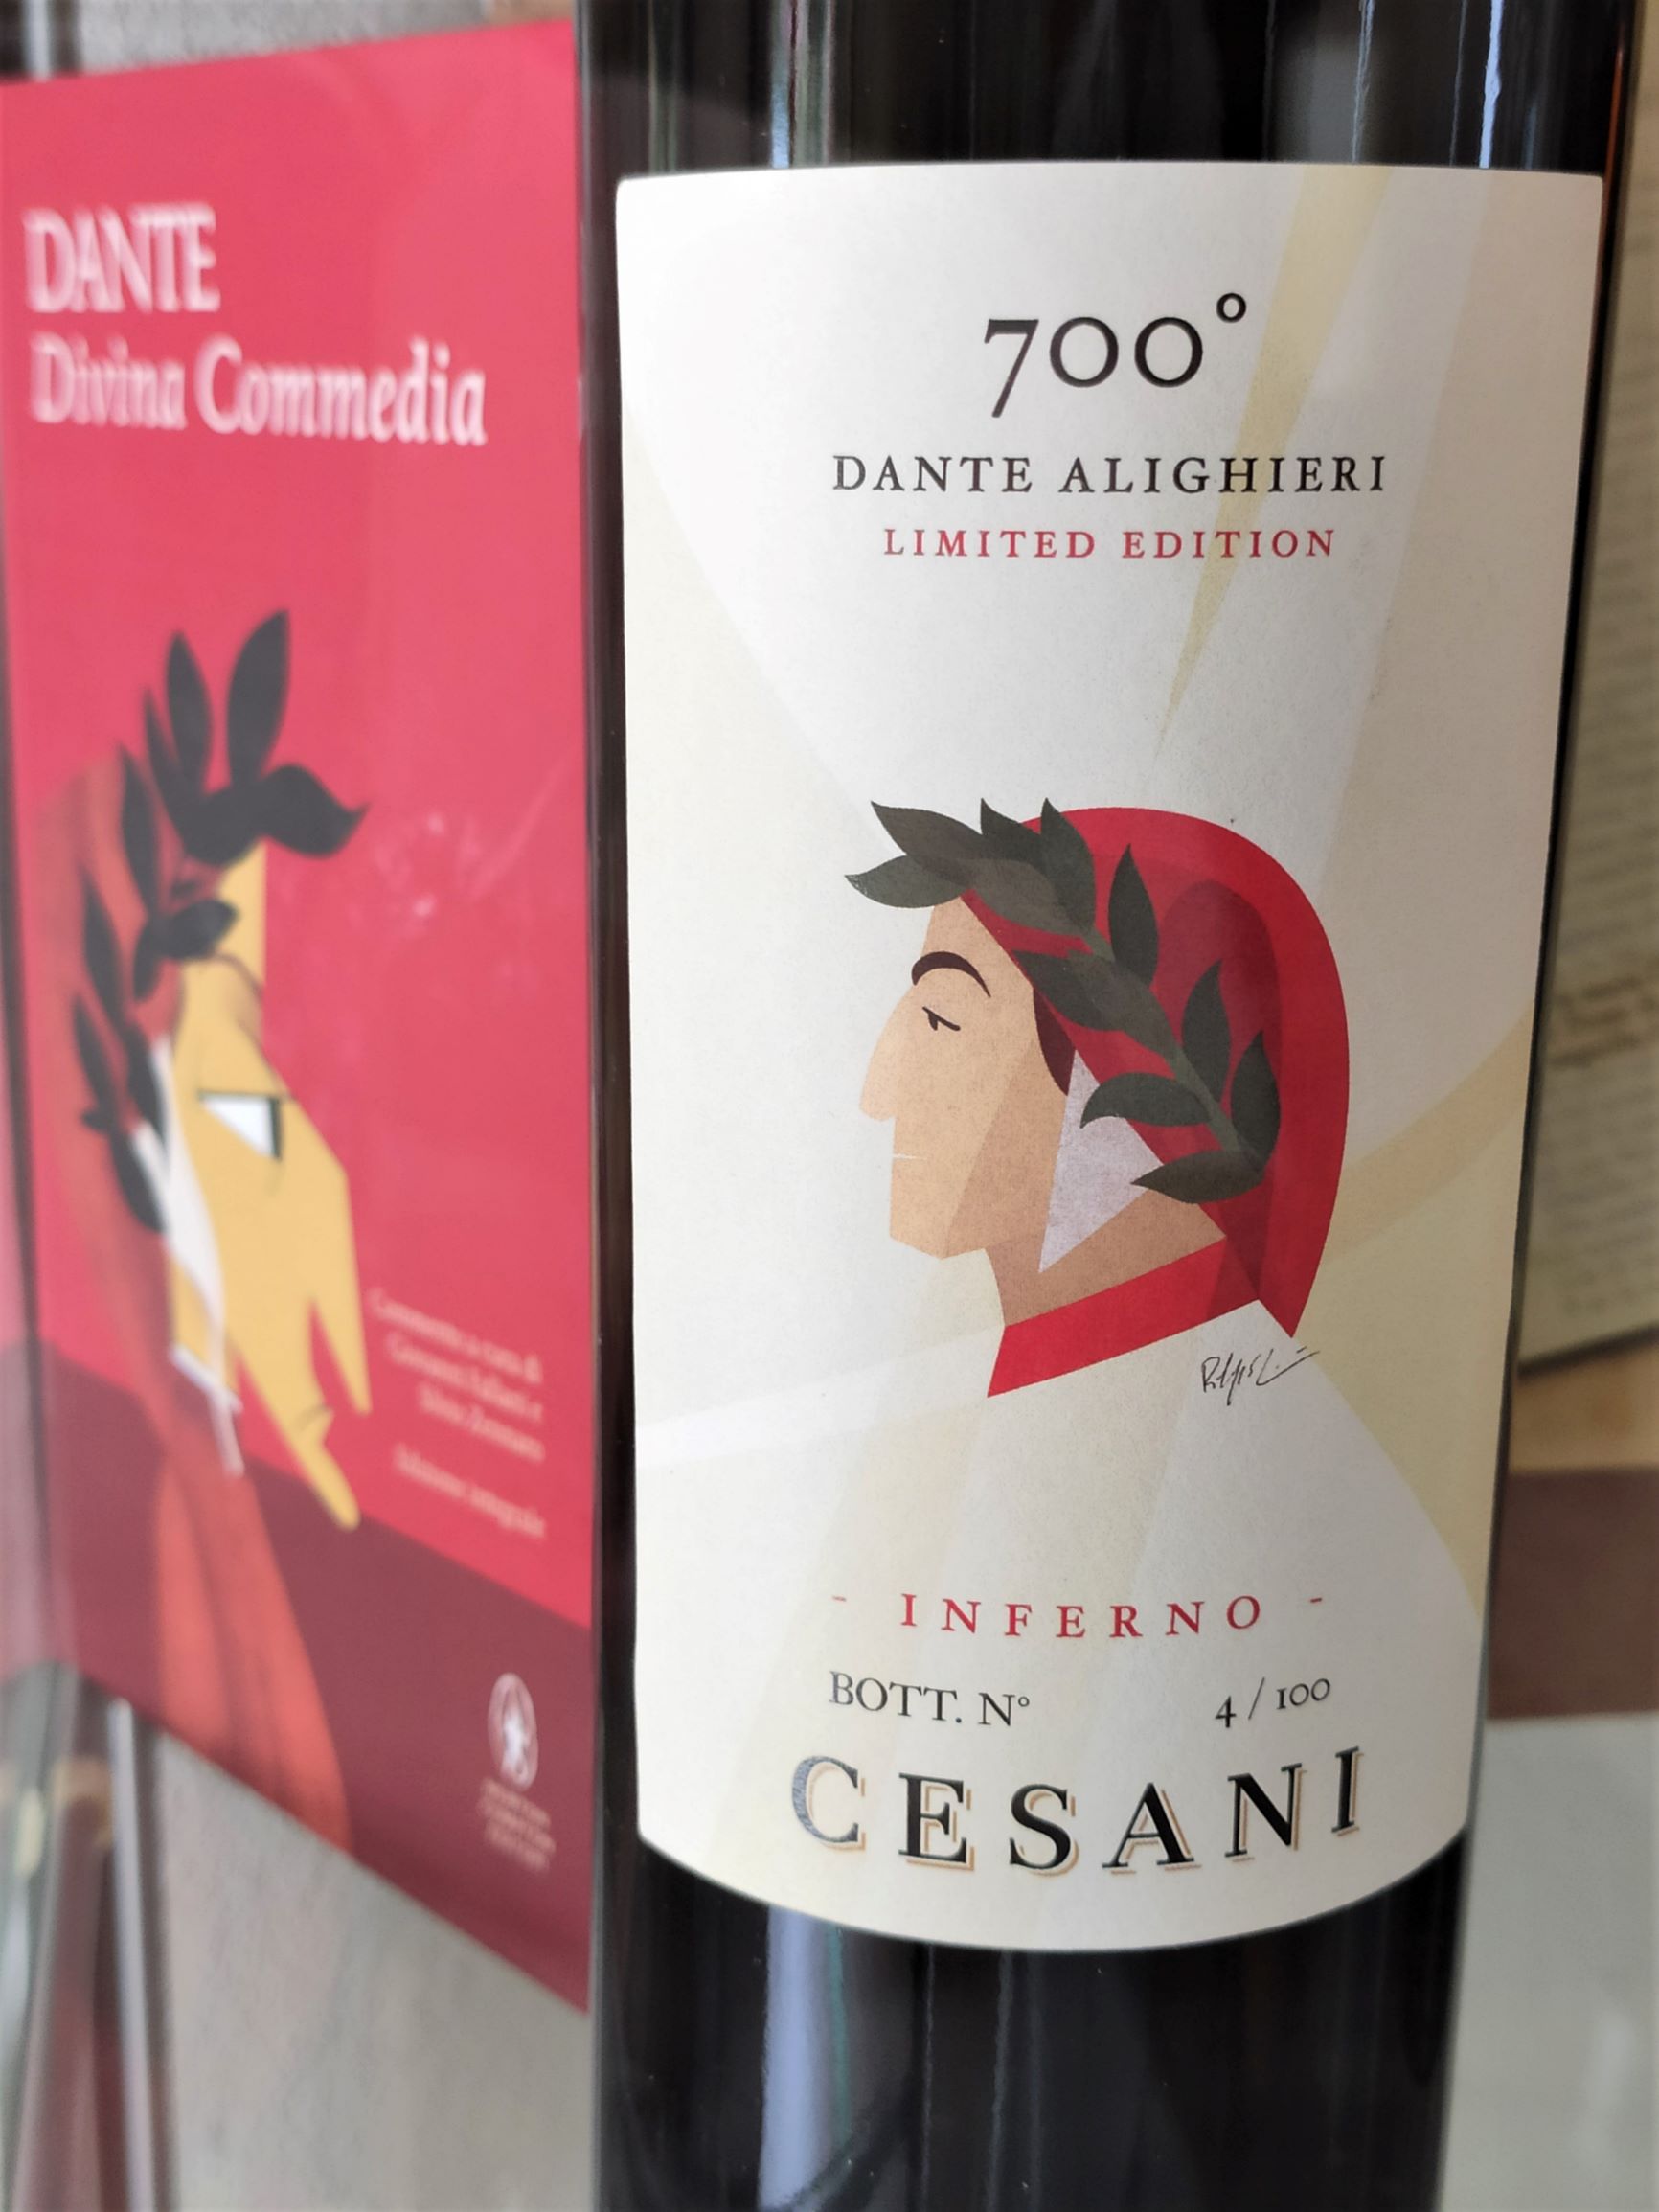 DANTE
Divina Commedia
700°
DANTE ALIGHIERI
LIMITED EDITION
- INFERNO -
BOTT. N° 4/100
CESANI